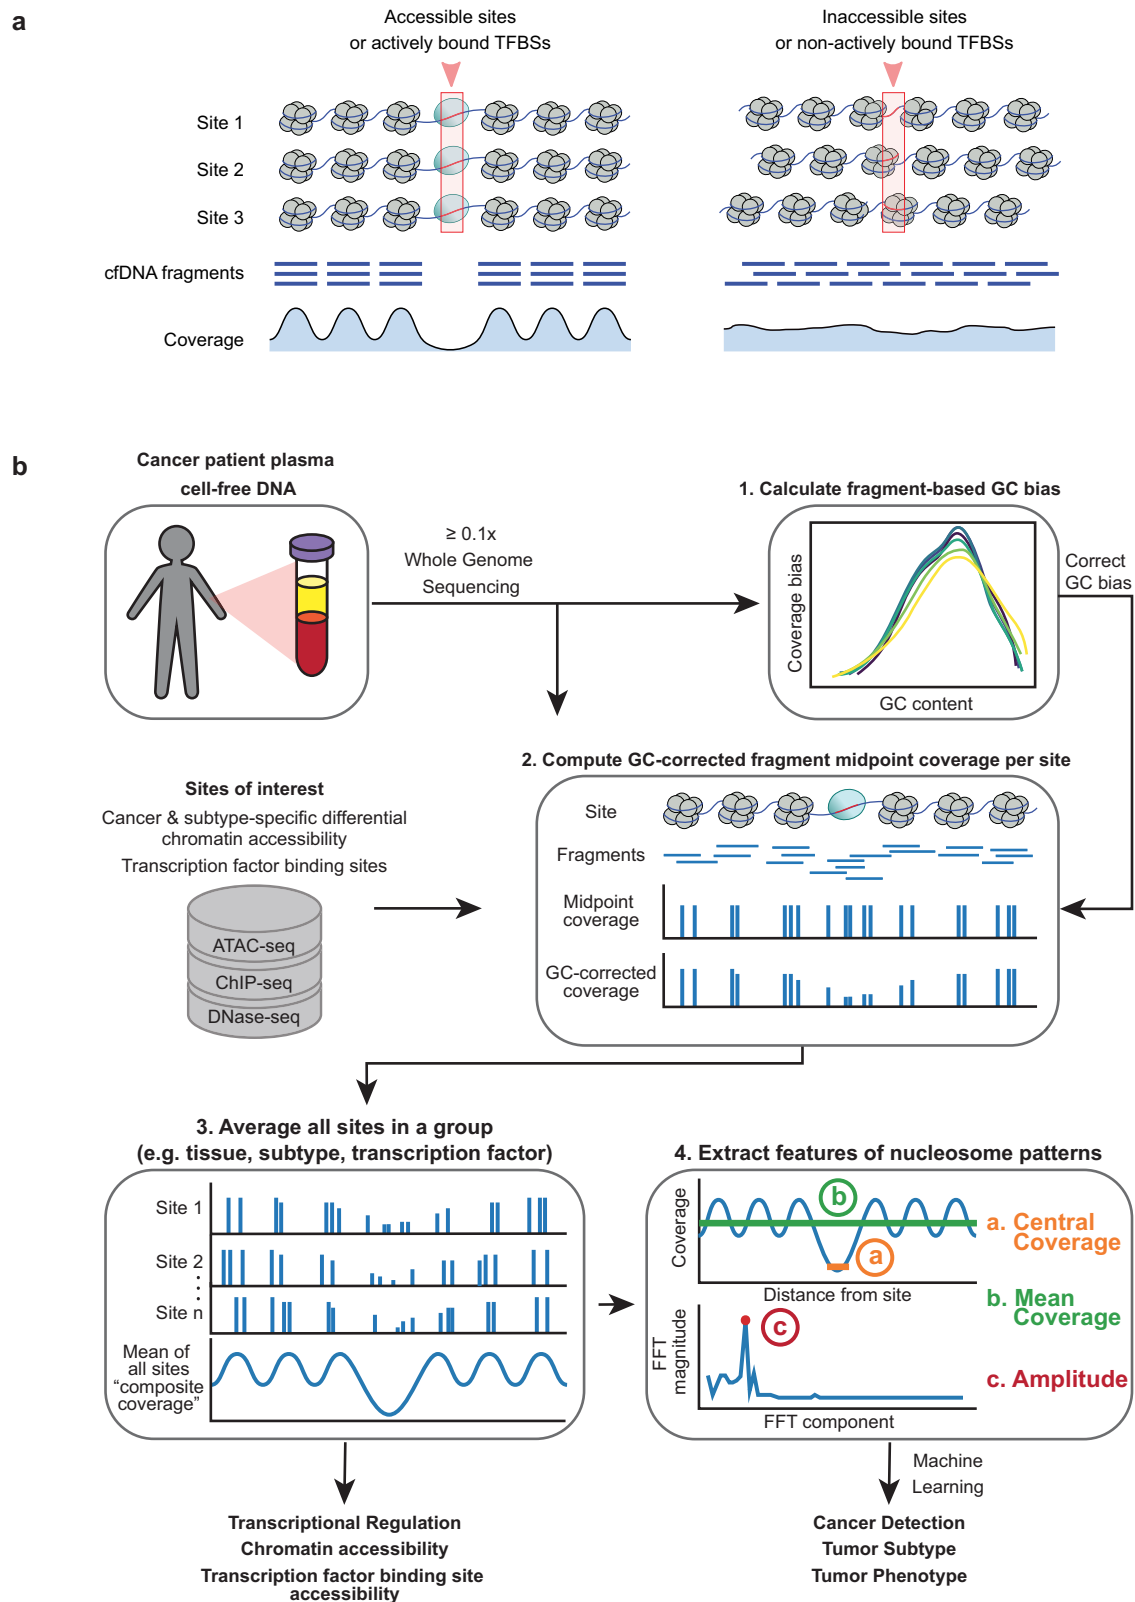 a
Accessible sites
or actively bound TFBSs
Inaccessible sites
or non-actively bound TFBSs
Site 1
Site 2
Site 3
cfDNA fragments
Coverage
b
Cancer patient plasma
cell-free DNA
≥ 0.1x
Whole Genome
Sequencing
1. Calculate fragment-based GC bias
Coverage bias
GC content
Correct
GC bias
2. Compute GC-corrected fragment midpoint coverage per site
Site
Fragments
Midpoint
coverage
GC-corrected
coverage
Sites of interest
Cancer & subtype-specific differential
chromatin accessibility
Transcription factor binding sites
ATAC-seq
ChIP-seq
DNase-seq
3. Average all sites in a group
(e.g. tissue, subtype, transcription factor)
Site 1
Site 2
Site n
Mean of
all sites
“composite
coverage”
4. Extract features of nucleosome patterns
Coverage
b
a
Distance from site
FFT
magnitude
c
FFT component
a. Central
Coverage
b. Mean
Coverage
c. Amplitude
Machine
Learning
Transcriptional Regulation
Chromatin accessibility
Transcription factor binding site
accessibility
Cancer Detection
Tumor Subtype
Tumor Phenotype